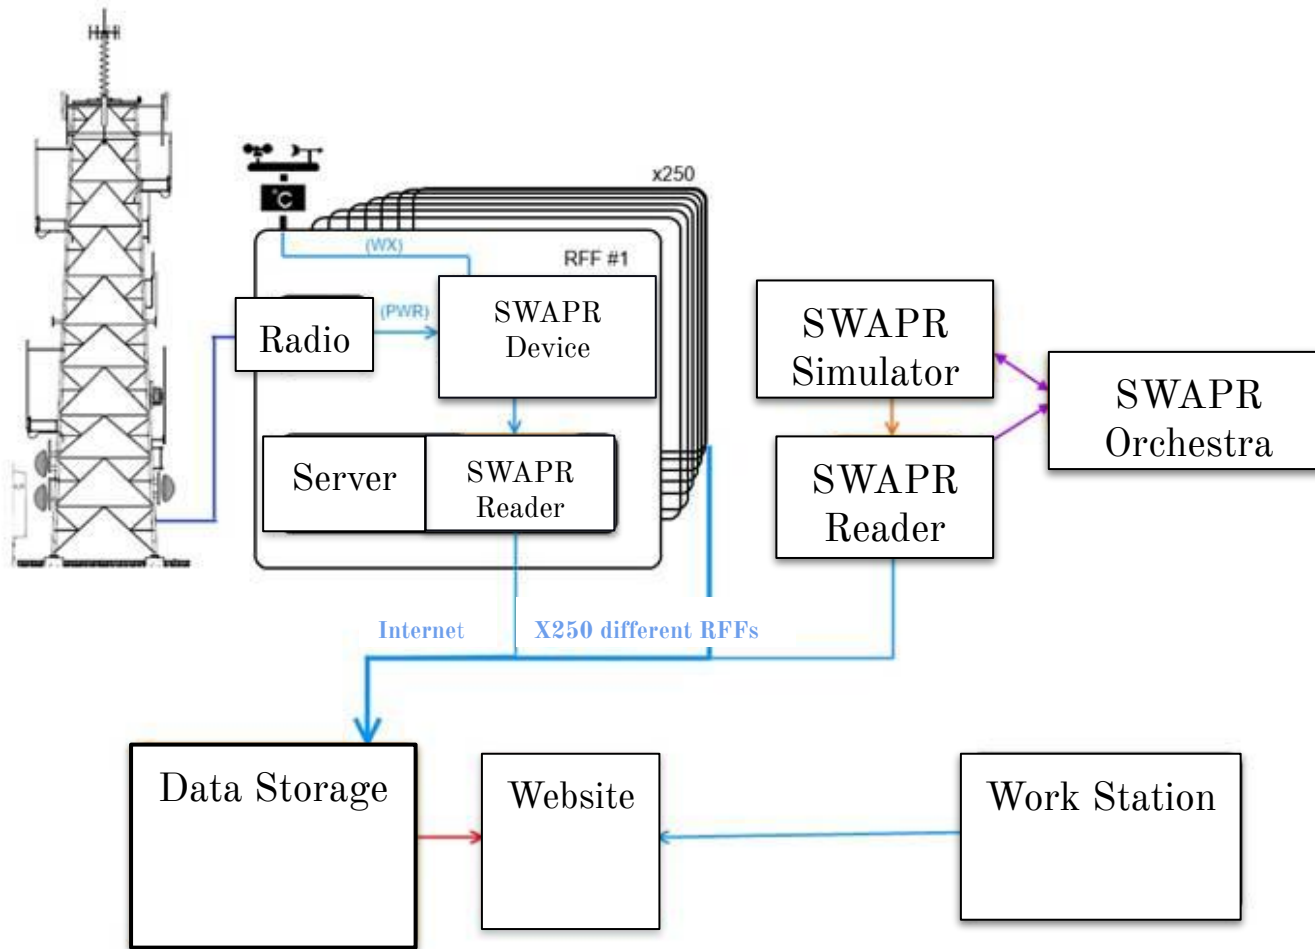 x250
°C
(WX)
RFF #1
Radio
(PWR)
SWAPR
Device
Server
SWAPR
Reader
SWAPR
Simulator
SWAPR
Reader
SWAPR
Orchestra
Internet
X250 different RFFs
Data Storage
Website
Work Station